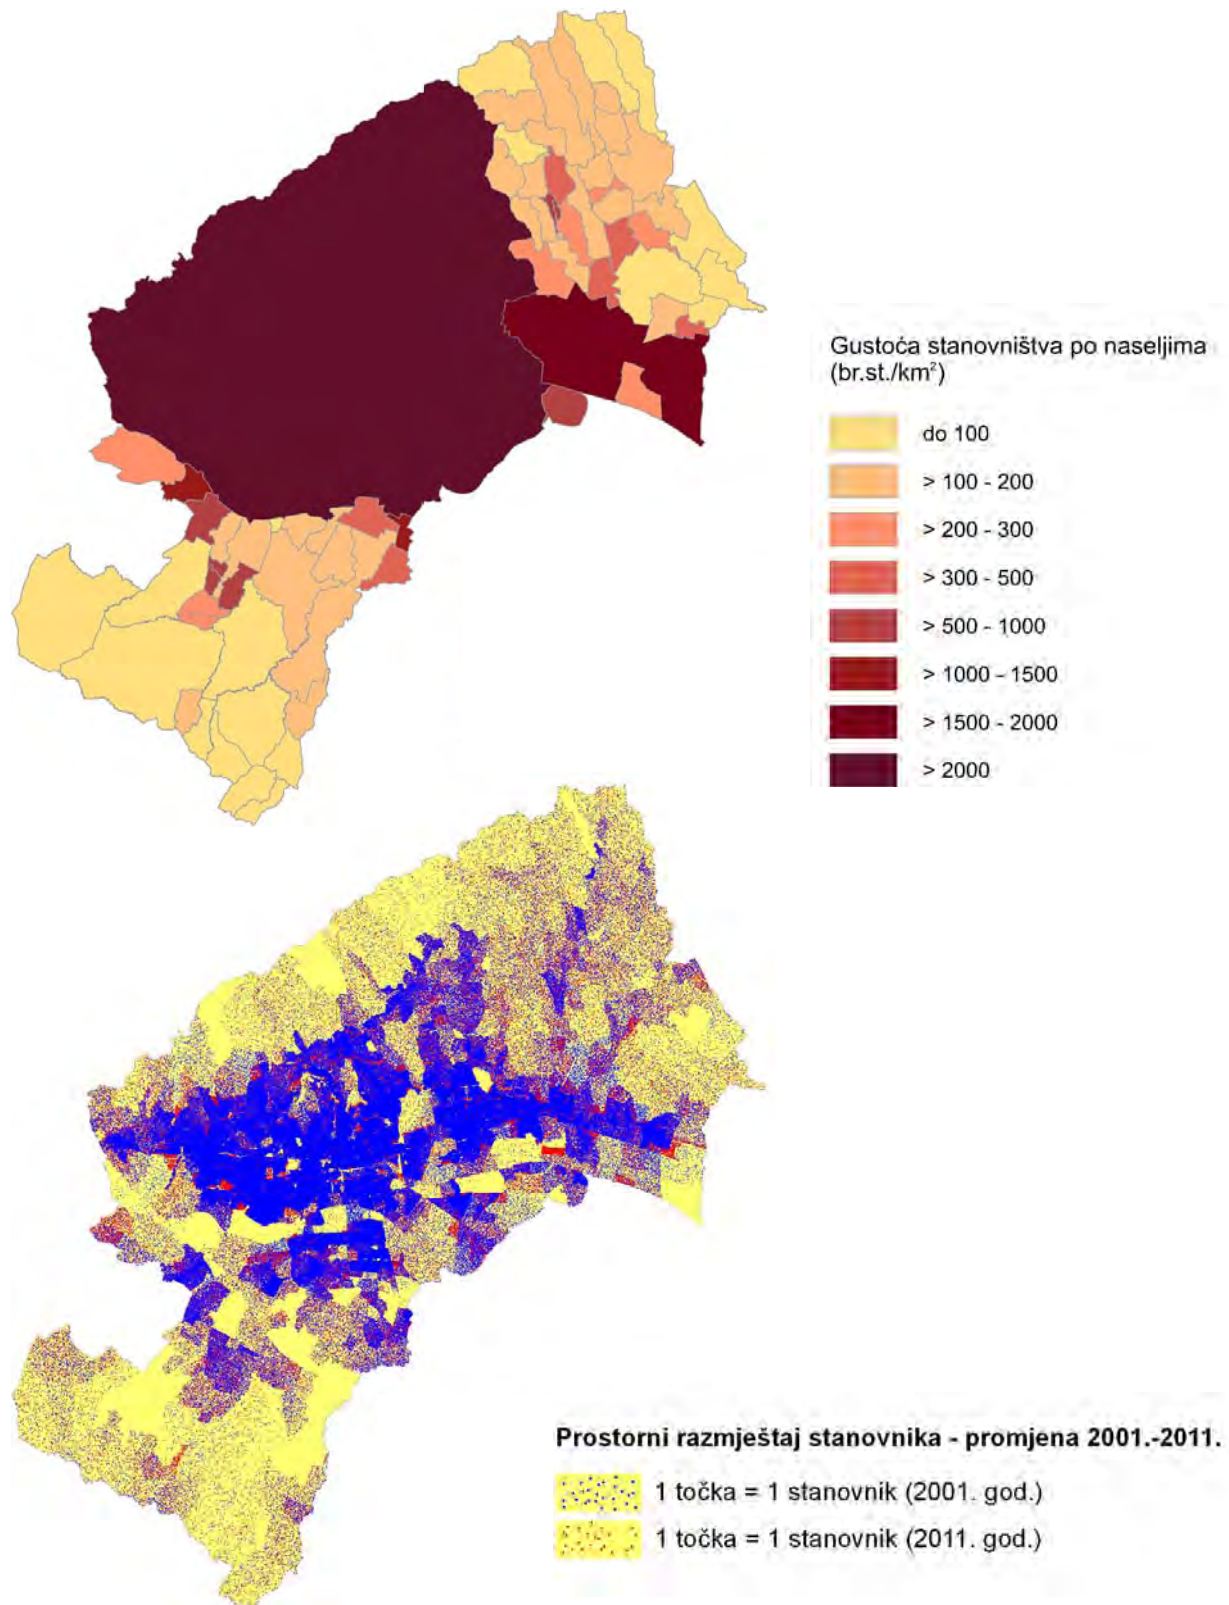 Gustoća stanovništva po naseljima
(br.st./km²)
do 100
> 100 - 200
> 200 - 300
> 300 - 500
> 500 - 1000
> 1000 - 1500
> 1500 - 2000
> 2000
Prostorni razmještaj stanovnika - promjena 2001.-2011.
1 točka = 1 stanovnik (2001. god.)
1 točka = 1 stanovnik (2011. god.)